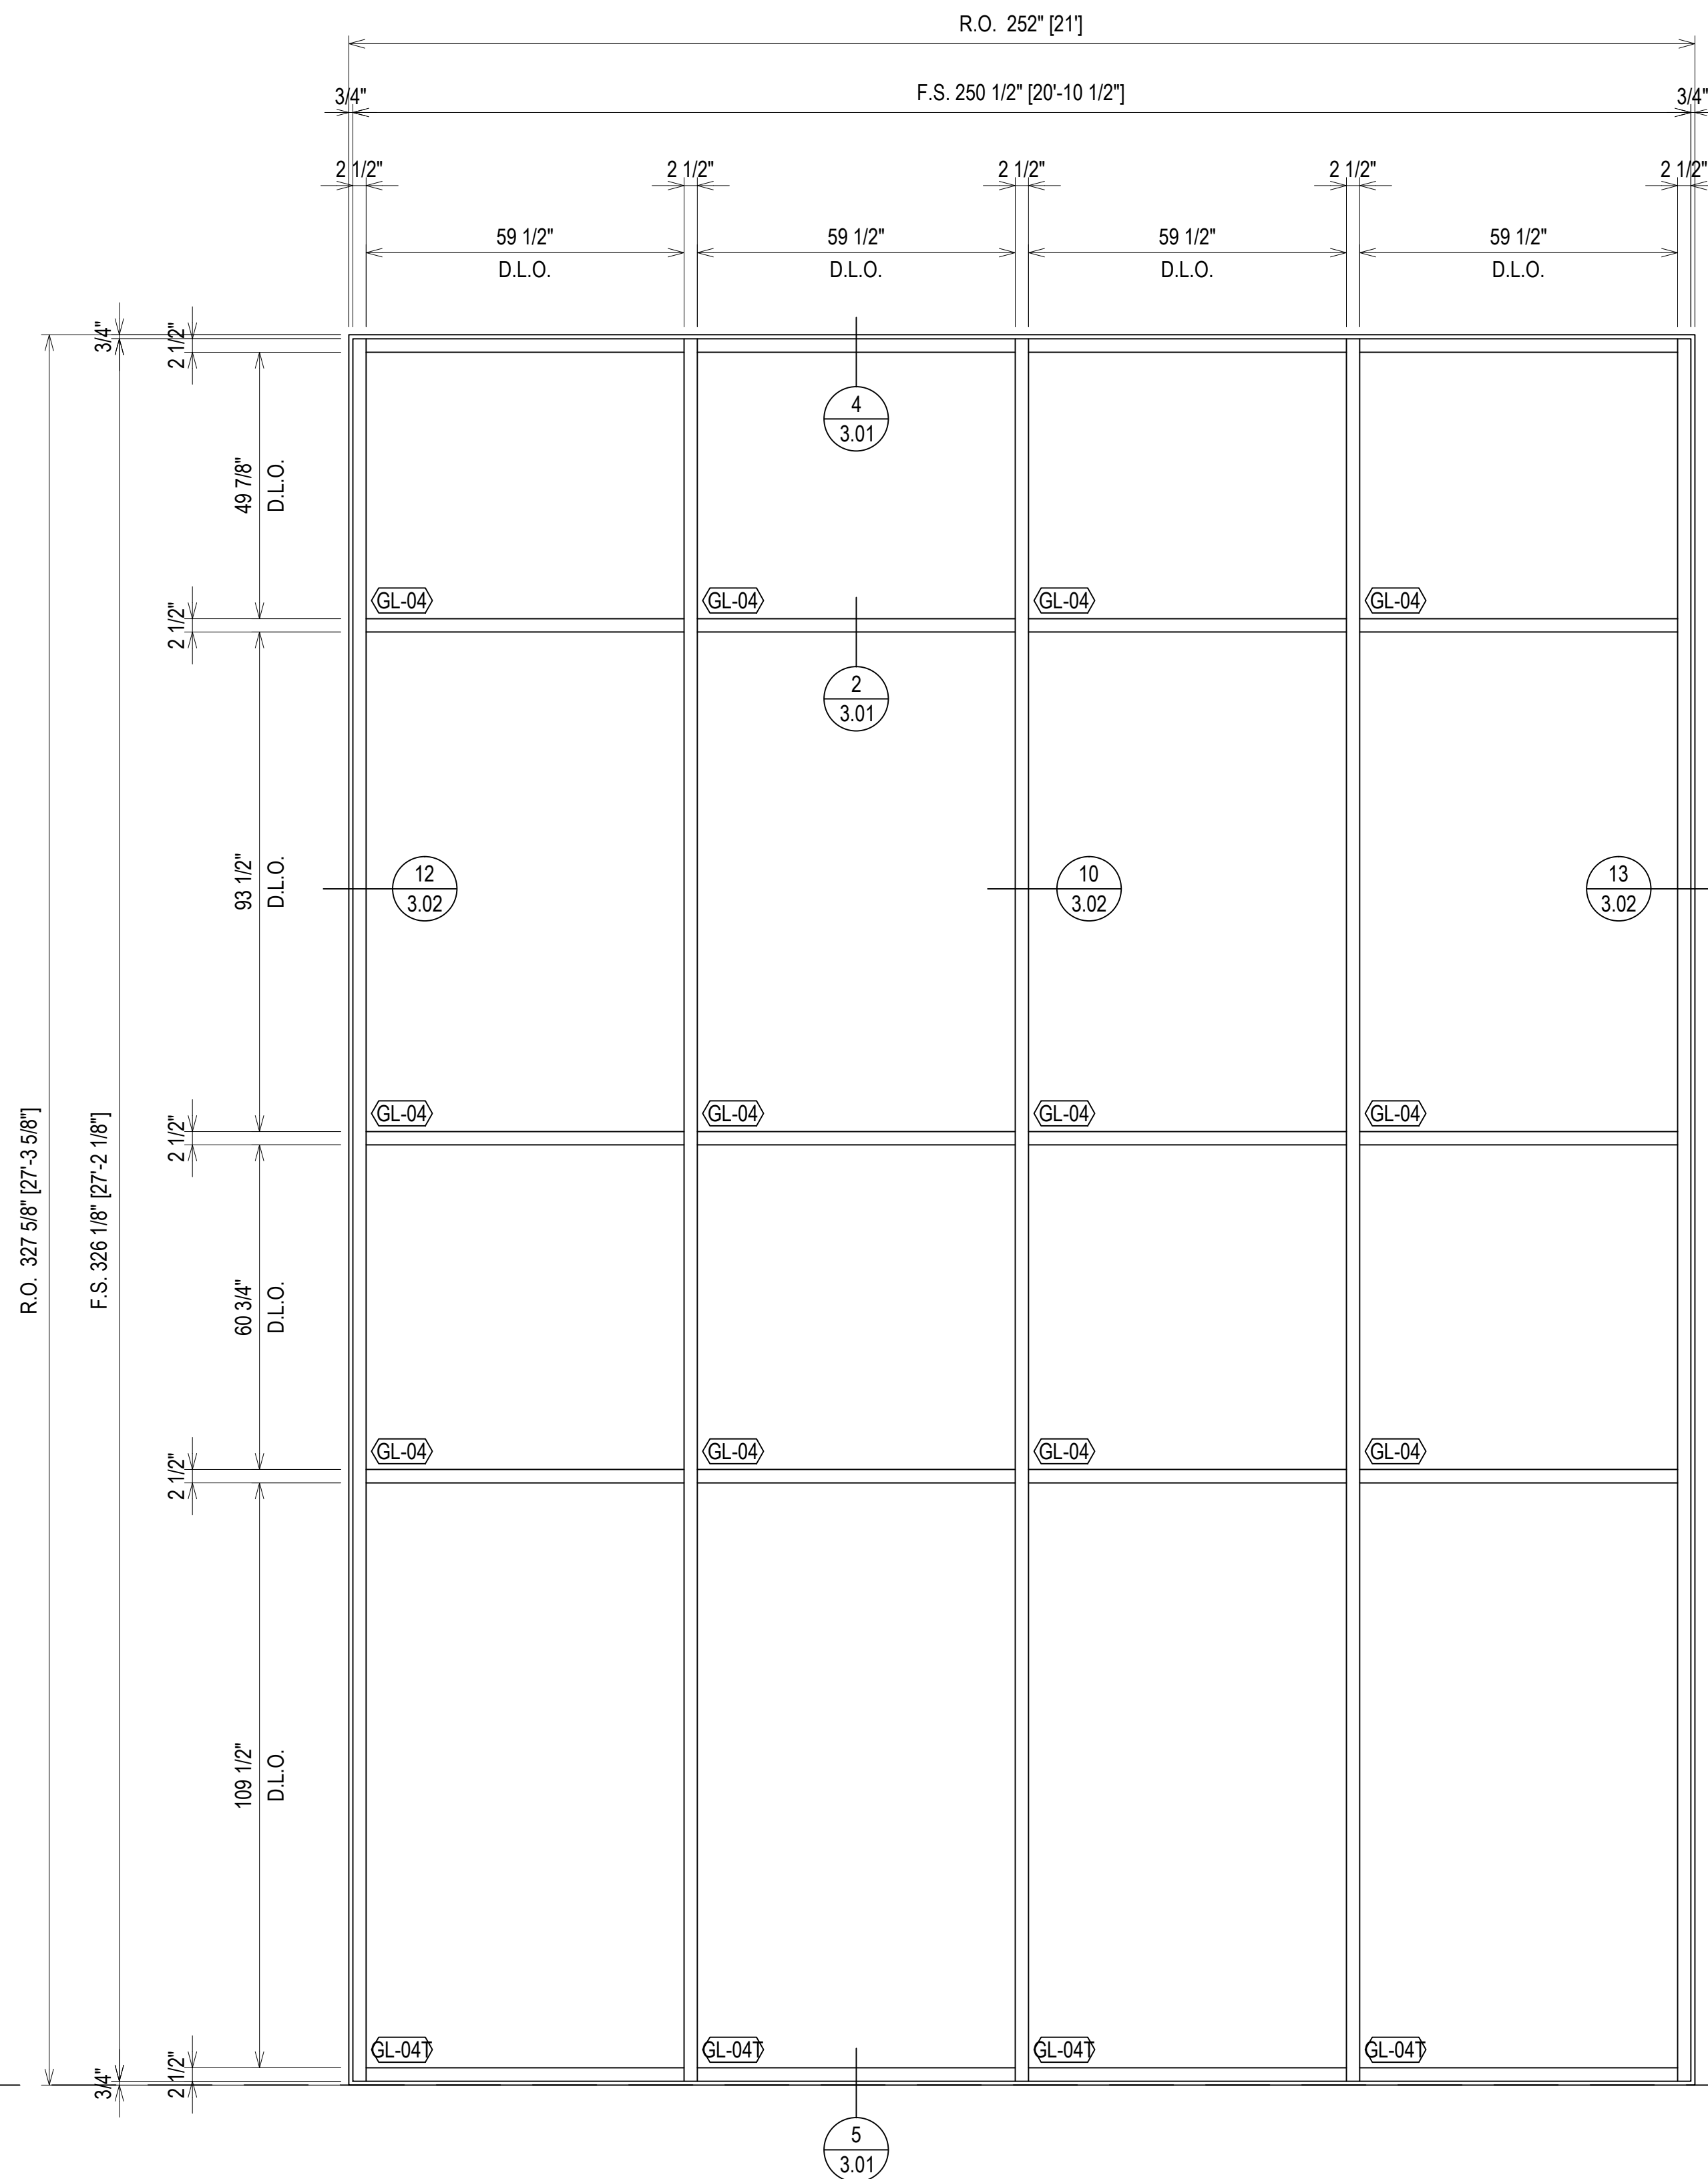 R.O.  252" [21']
3/4"
F.S. 250 1/2" [20'-10 1/2"]
3/4"
2 1/2"
2 1/2"
2 1/2"
2 1/2"
2 1/2"
59 1/2"
59 1/2"
59 1/2"
59 1/2"
D.L.O.
D.L.O.
D.L.O.
D.L.O.
3/4"
2 1/2"
4
3.01
49 7/8"
D.L.O.
GL-04
GL-04
GL-04
GL-04
2 1/2"
2
3.01
93 1/2"
D.L.O.
12
3.02
10
3.02
13
3.02
GL-04
GL-04
GL-04
GL-04
2 1/2"
R.O.  327 5/8" [27'-3 5/8"]
F.S. 326 1/8" [27'-2 1/8"]
60 3/4"
D.L.O.
GL-04
GL-04
GL-04
GL-04
2 1/2"
109 1/2"
D.L.O.
GL-04T
GL-04T
GL-04T
GL-04T
3/4"
2 1/2"
5
3.01